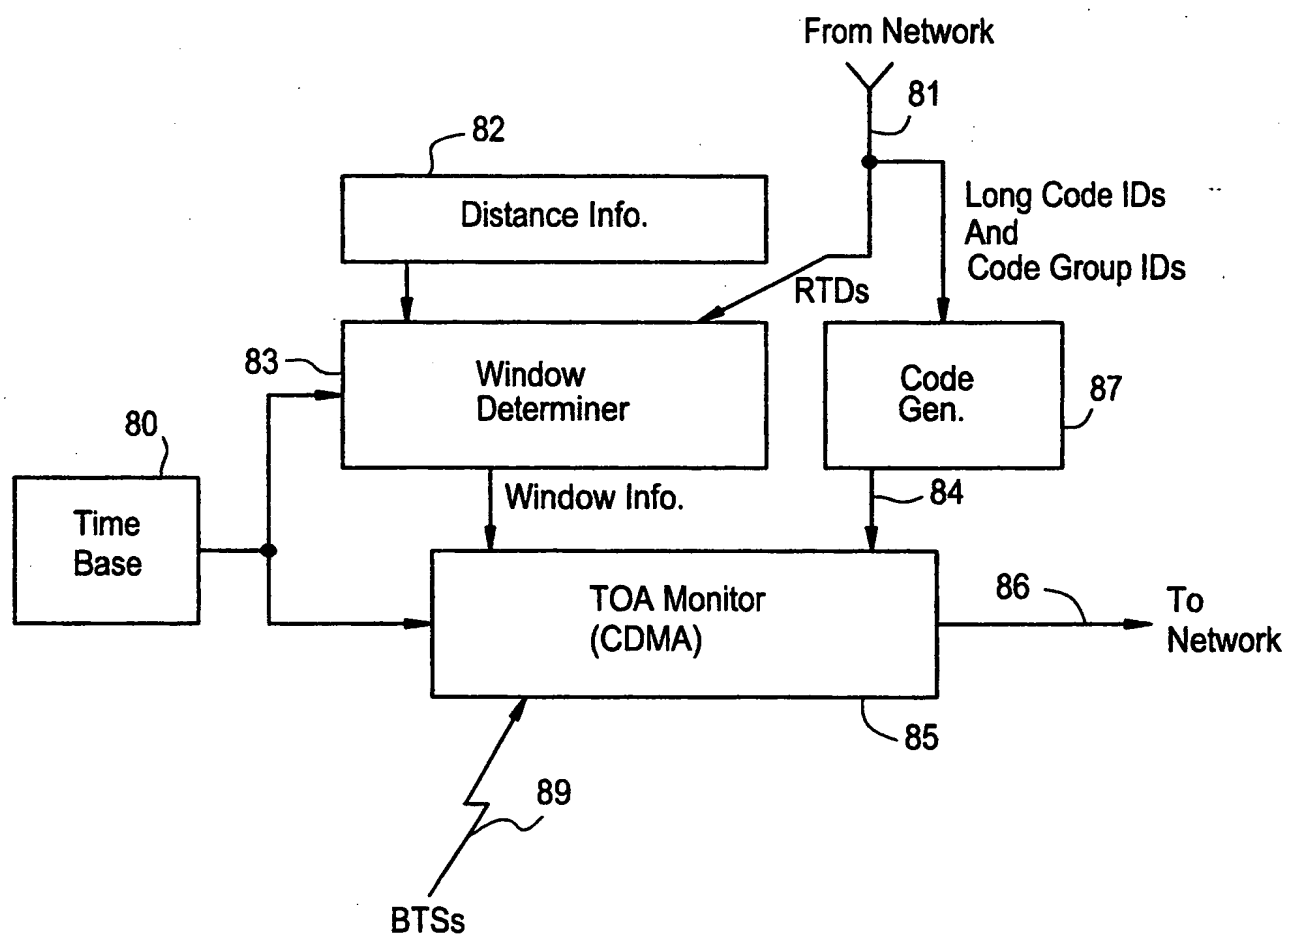 From Network
81
82
Distance Info.
Long Code IDs
And
Code Group IDs
RTDs
83
Window
Determiner
Code
Gen.
87
80
Time
Base
Window Info.
84
TOA Monitor
(CDMA)
86
To
Network
85
89
BTSs